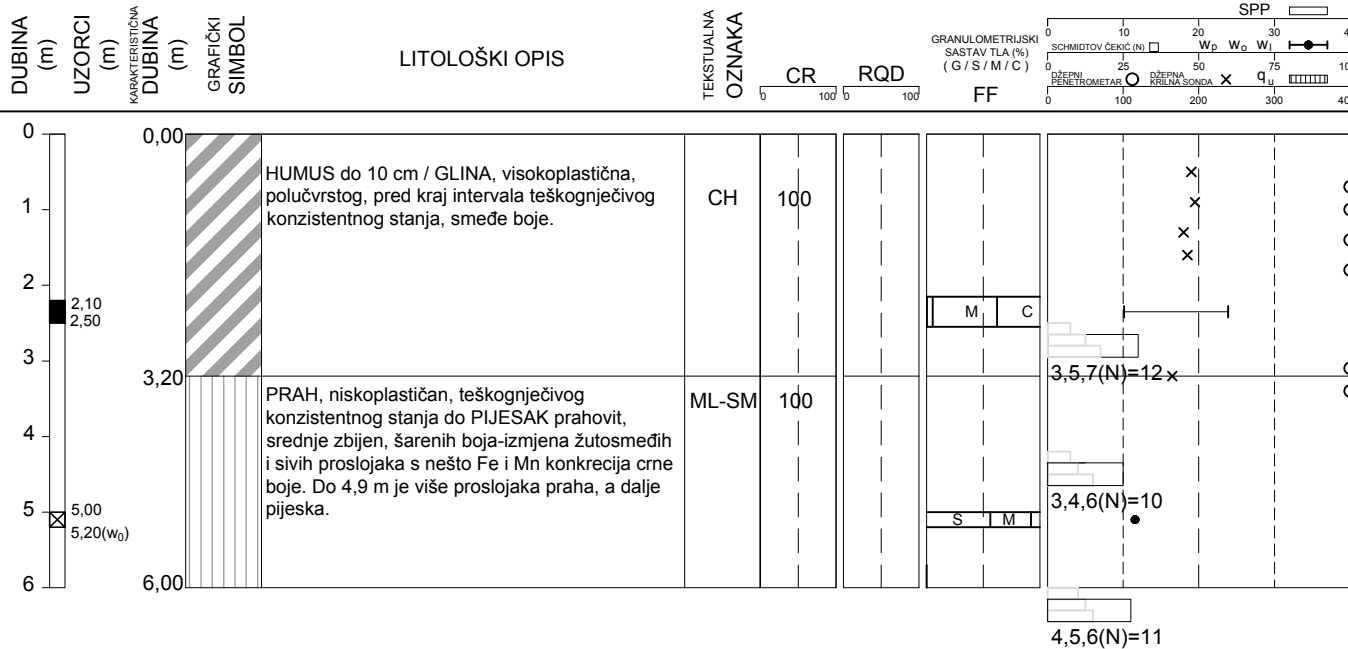 DUBINA (m)
UZORCI (m)
KARAKTERISTIČNA DUBINA (m)
GRAFIČKI SIMBOL
LITOLOŠKI OPIS
TEKSTUALNA OZNAKA
CR
0 100
RQD
0 100
GRANULOMETRIJSKI
SASTAV TLA (%)
( G / S / M / C )
FF
SPP
0 10 20 30
SCHMIDTOV ČEKIĆ (N) Wp Wo Wl
0 25 50 75
DŽEPNI PENETROMETAR DŽEPNA KRILNA SONDA qu
0 100 200 300
0
0,00
HUMUS do 10 cm / GLINA, visokoplastična,
polučvrstog, pred kraj intervala teškognječivog
konzistentnog stanja, smeđe boje.
CH
100
1
2
2,10
2,50
M C
3
3,20
3,5,7(N)=12
PRAH, niskoplastičan, teškognječivog
konzistentnog stanja do PIJESAK prahovit,
srednje zbijen, šarenih boja-izmjena žutosmeđih
i sivih proslojaka s nešto Fe i Mn konkrecija crne
boje. Do 4,9 m je više proslojaka praha, a dalje
pijeska.
ML-SM
100
4
3,4,6(N)=10
5
5,00
5,20(w0)
S M
6
6,00
4,5,6(N)=11